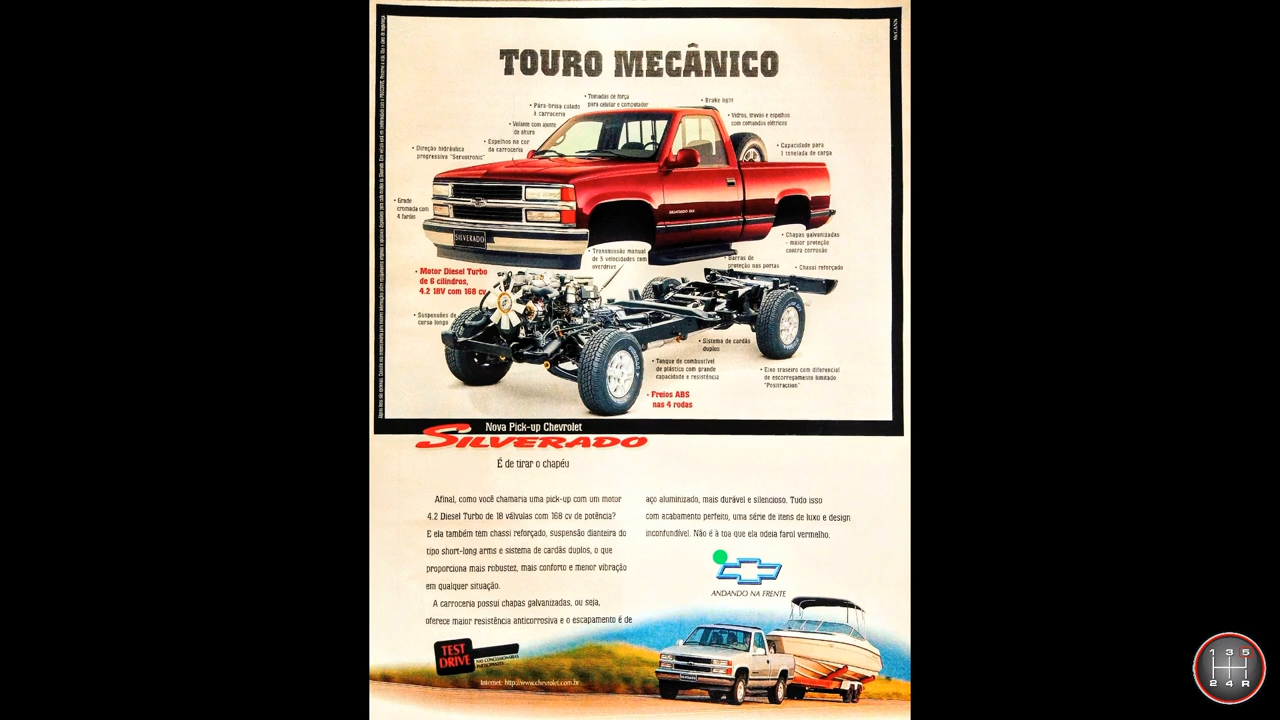 McCANN
TOURO MECÂNICO
• Tomadas de força
para celular e computador
• Brake light
• Pára-brisa colado
à carroceria
• Vidros, travas e espelhos
com comandos elétricos
• Volante com ajuste
de altura
• Espelhos na cor
da carroceria
• Capacidade para
1 tonelada de carga
• Direção hidráulica
progressiva "Servotronic"
• Grade
cromada com
4 faróis
SILVERADO
SILVERADO DLX
• Chapas galvanizadas
- maior proteção
contra corrosão
• Transmissão manual
de 5 velocidades com
overdrive
• Barras de
proteção nas portas
• Chassi reforçado
• Motor Diesel Turbo
de 6 cilindros,
4.2 18V com 168 cv
• Suspensões de
curso longo
• Sistema de cardãs
duplos
• Tanque de combustível
de plástico com grande
capacidade e resistência
• Eixo traseiro com diferencial
de escorregamento limitado
"Positraction"
• Freios ABS
nas 4 rodas
Nova Pick-up Chevrolet
SILVERADO
É de tirar o chapéu
Afinal, como você chamaria uma pick-up com um motor
4.2 Diesel Turbo de 18 válvulas com 168 cv de potência?
E ela também tem chassi reforçado, suspensão dianteira do
tipo short-long arms e sistema de cardãs duplos, o que
proporciona mais robustez, mais conforto e menor vibração
em qualquer situação.
A carroceria possui chapas galvanizadas, ou seja,
oferece maior resistência anticorrosiva e o escapamento é de
aço aluminizado, mais durável e silencioso. Tudo isso
com acabamento perfeito, uma série de itens de luxo e design
inconfundível. Não é à toa que ela odeia farol vermelho.
ANDANDO NA FRENTE
TEST
DRIVE
NAS CONCESSIONÁRIAS
PARTICIPANTES
Internet: http://www.chevrolet.com.br
SILVERADO
1 3 5
2 4 R